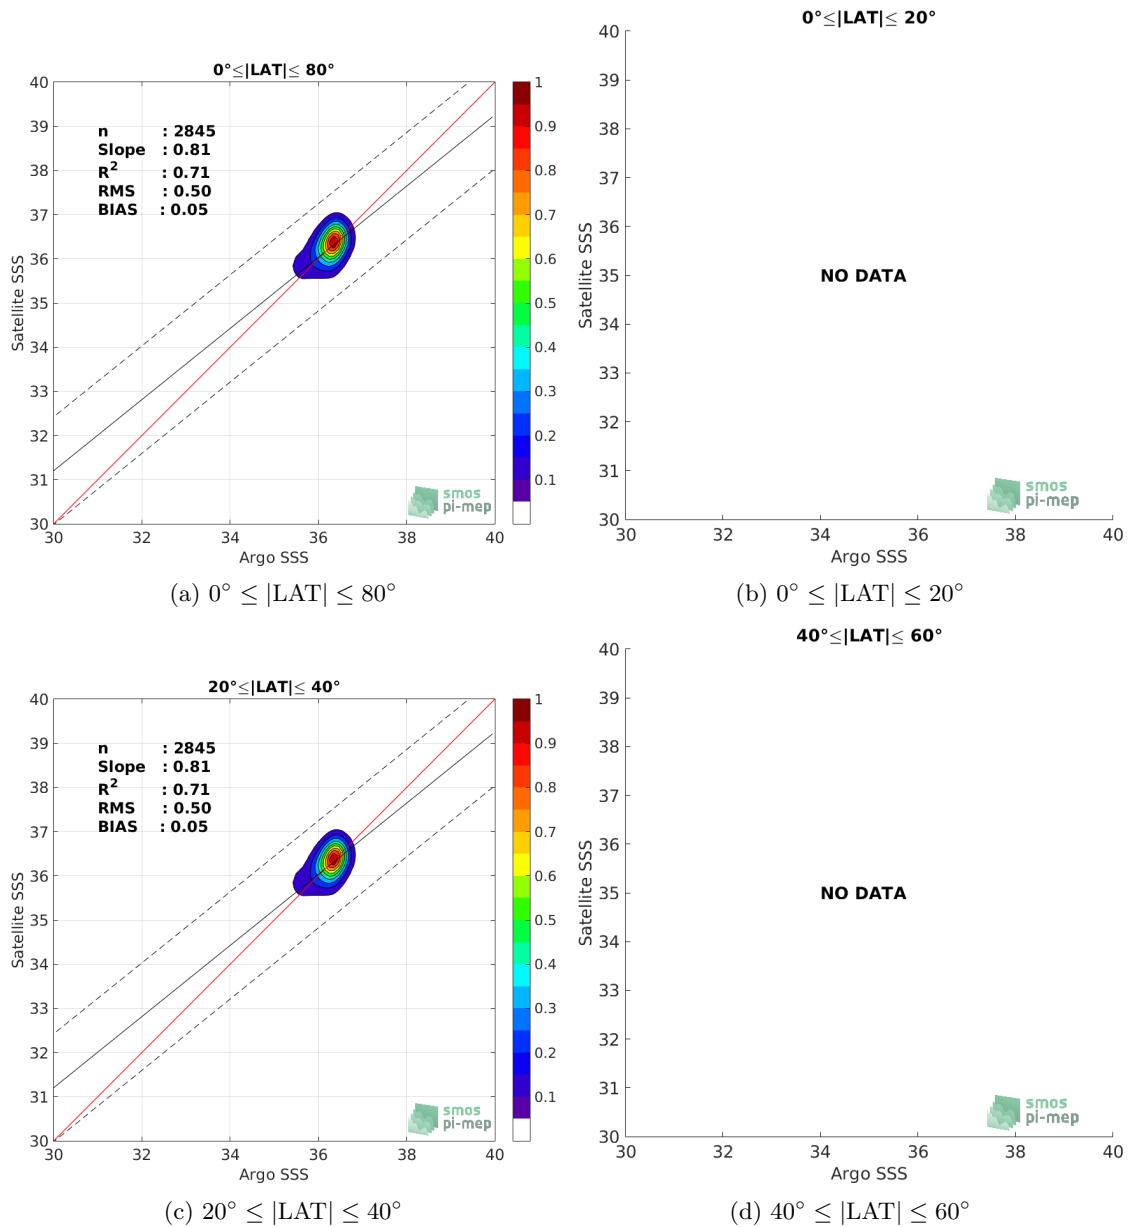 0°≤|LAT|≤ 80°
40
39
38
37
36
35
34
33
32
31
30
Satellite SSS
n : 2845
Slope : 0.81
R2 : 0.71
RMS : 0.50
BIAS : 0.05
smos
pi-mep
30 32 34 36 38 40
Argo SSS
1
0.9
0.8
0.7
0.6
0.5
0.4
0.3
0.2
0.1
(a) 0° ≤ |LAT| ≤ 80°
0°≤|LAT|≤ 20°
40
39
38
37
36
35
34
33
32
31
30
Satellite SSS
NO DATA
smos
pi-mep
30 32 34 36 38 40
Argo SSS
(b) 0° ≤ |LAT| ≤ 20°
20°≤|LAT|≤ 40°
40
39
38
37
36
35
34
33
32
31
30
Satellite SSS
n : 2845
Slope : 0.81
R2 : 0.71
RMS : 0.50
BIAS : 0.05
smos
pi-mep
30 32 34 36 38 40
Argo SSS
1
0.9
0.8
0.7
0.6
0.5
0.4
0.3
0.2
0.1
(c) 20° ≤ |LAT| ≤ 40°
40°≤|LAT|≤ 60°
40
39
38
37
36
35
34
33
32
31
30
Satellite SSS
NO DATA
smos
pi-mep
30 32 34 36 38 40
Argo SSS
(d) 40° ≤ |LAT| ≤ 60°